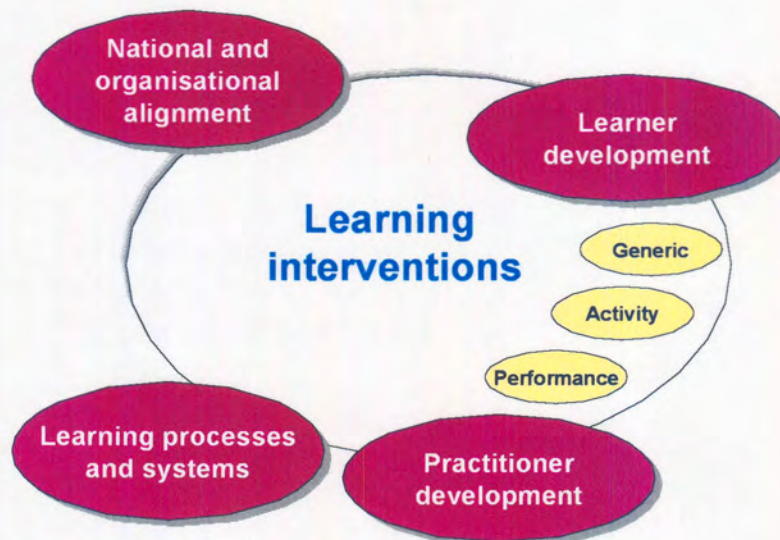 National and
organisational
alignment
Learner
development
Learning
interventions
Generic
Activity
Performance
Learning processes
and systems
Practitioner
development